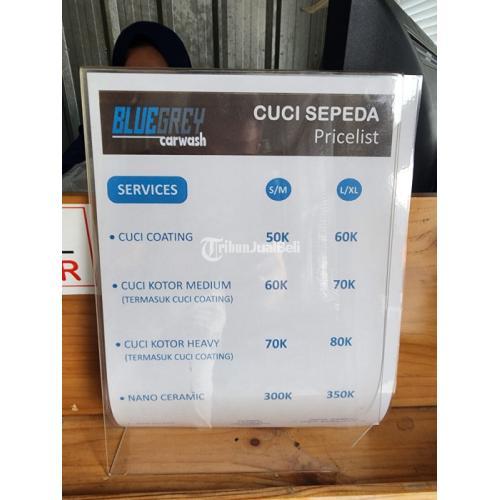 BLUEGREY
carwash
CUCI SEPEDA
Pricelist
SERVICES S/M L/XL
• CUCI COATING 50K 60K
TribunJualBeli
• CUCI KOTOR MEDIUM 60K 70K
(TERMASUK CUCI COATING)
• CUCI KOTOR HEAVY 70K 80K
(TERMASUK CUCI COATING)
• NANO CERAMIC 300K 350K
L
R